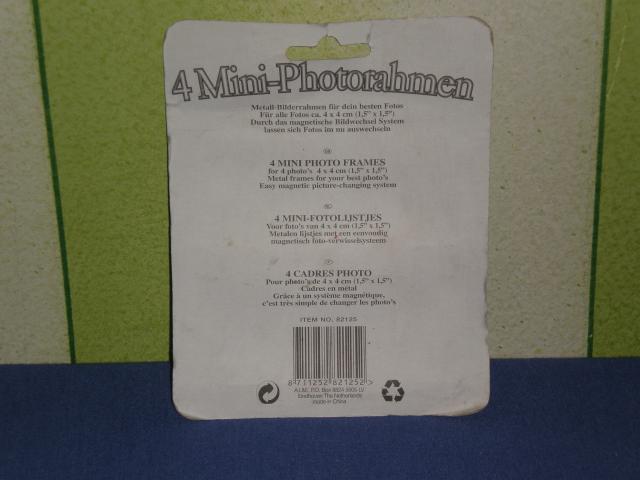 4 Mini-Photorahmen
Metall-Bilderrahmen für dein besten Fotos
Für alle Fotos ca. 4 x 4 cm (1,5" x 1,5")
Durch das magnetische Bildwechsel System
lassen sich Fotos im nu auswechseln
4 MINI PHOTO FRAMES
for 4 photo's 4 x 4 cm (1,5" x 1,5")
Metal frames for your best photo's
Easy magnetic picture-changing system
4 MINI-FOTOLIJSTJES
Voor foto's van 4 x 4 cm (1,5" x 1,5")
Metalen lijstjes met een eenvoudig
magnetisch foto-verwisselsysteem
4 CADRES PHOTO
Pour photo's de 4 x 4 cm (1,5" x 1,5")
Cadres en métal
Grâce à un système magnétique,
c'est très simple de changer les photo's
ITEM NO. 82125
8 711252 821252 >
P.O. Box 8824 5605 LV
Eindhoven The Netherlands
made in China